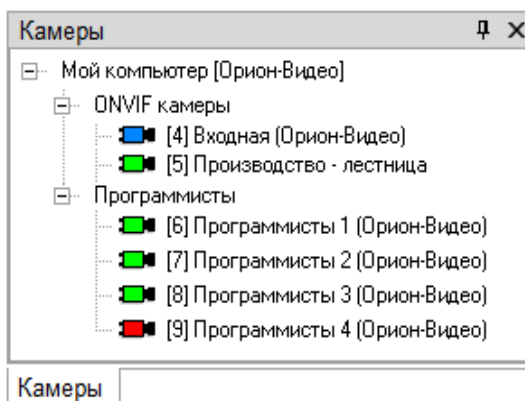 Камеры
Мой компьютер [Орион-Видео]
ONVIF камеры
[4] Входная (Орион-Видео)
[5] Производство - лестница
Программисты
[6] Программисты 1 (Орион-Видео)
[7] Программисты 2 (Орион-Видео)
[8] Программисты 3 (Орион-Видео)
[9] Программисты 4 (Орион-Видео)
Камеры